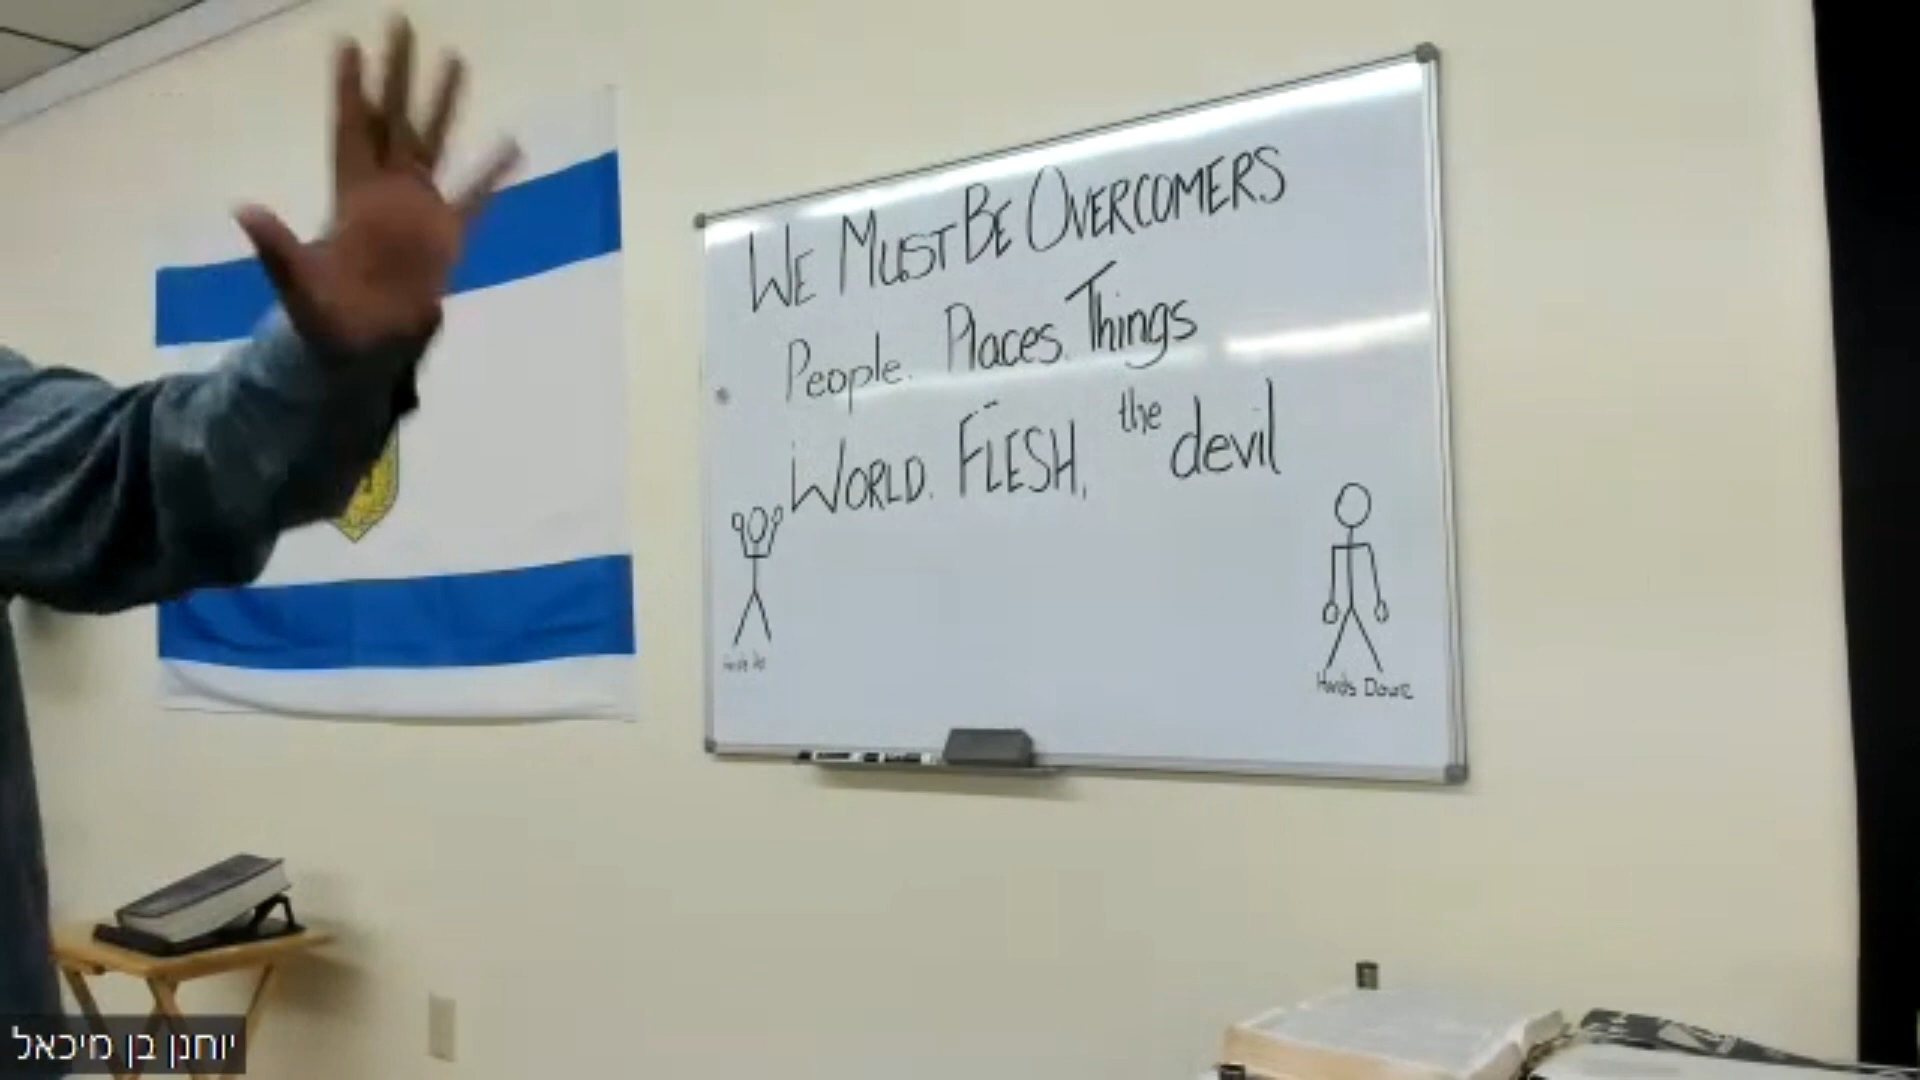 WE MUST BE OVERCOMERS
People. Places. Things
WORLD. FLESH, the devil
Hands Down
יוחנן בן מיכאל